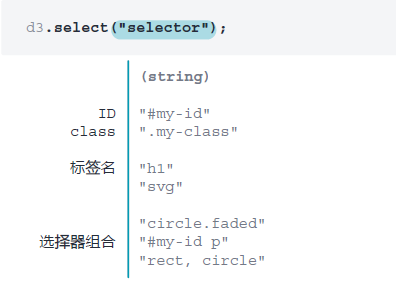 d3.select("selector");
(string)
ID "#my-id"
class ".my-class"
标签名 "h1"
"svg"
"circle.faded"
选择器组合 "#my-id p"
"rect, circle"